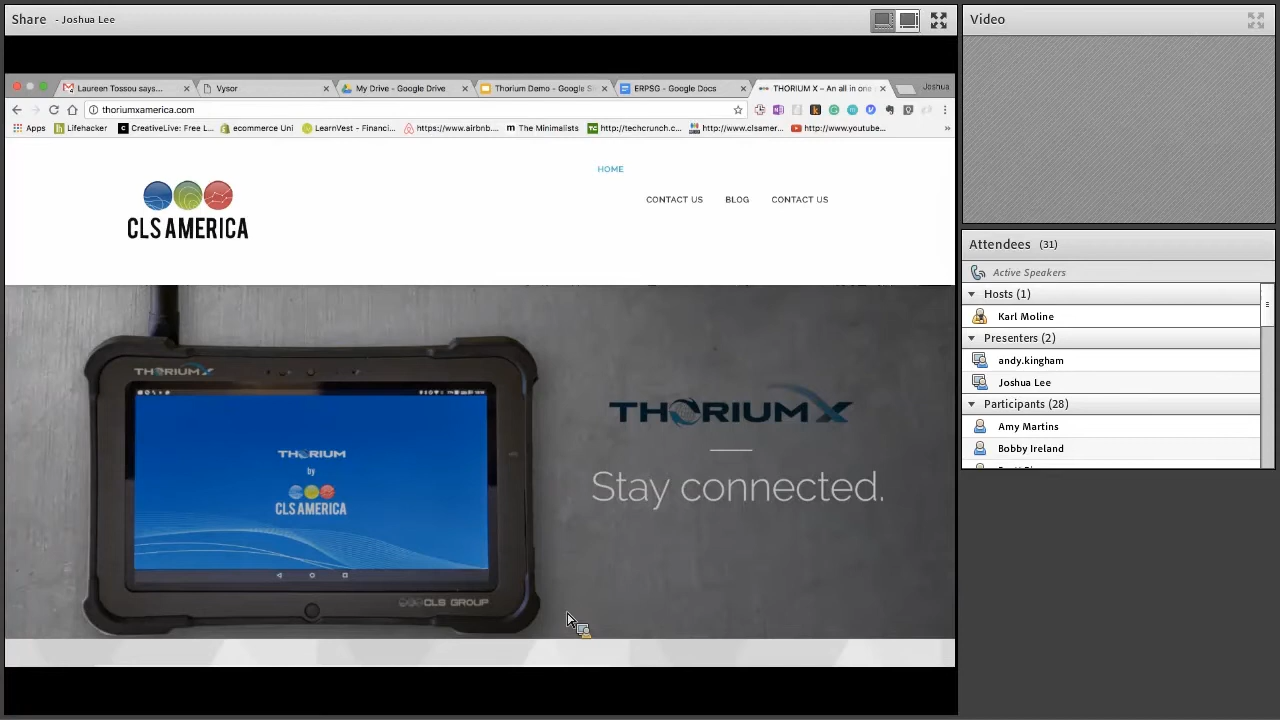 Share - Joshua Lee
Video
Laureen Tossou says...
Vysor
My Drive - Google Drive
Thorium Demo - Google S
ERPSG - Google Docs
THORIUM X – An all in one
Joshua
thoriumxamerica.com
Apps
Lifehacker
CreativeLive: Free L...
ecommerce Uni
LearnVest - Financi...
https://www.airbnb...
The Minimalists
http://techcrunch.c...
http://www.clsamer...
http://www.youtube...
HOME
CONTACT US BLOG CONTACT US
CLS AMERICA
THORIUM X
THORIUM
by
CLS AMERICA
CLS GROUP
THORIUM X
Stay connected.
Attendees (31)
Active Speakers
Hosts (1)
Karl Moline
Presenters (2)
andy.kingham
Joshua Lee
Participants (28)
Amy Martins
Bobby Ireland